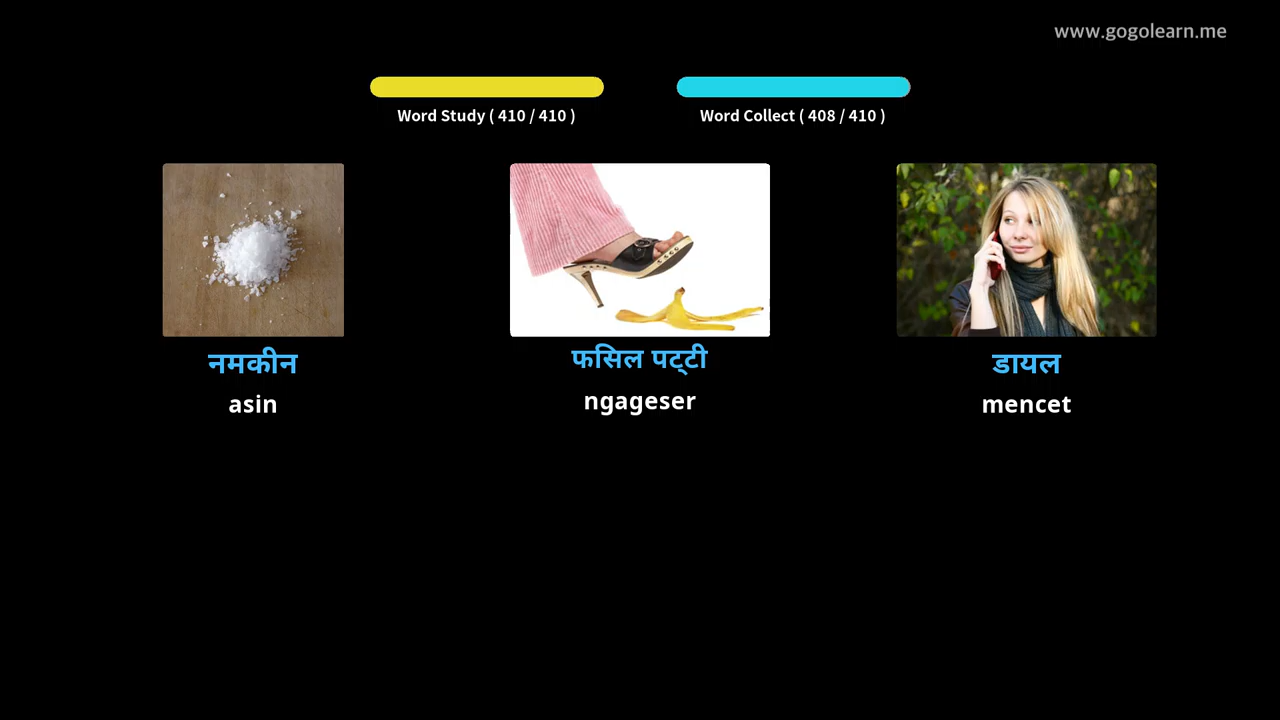 www.gogolearn.me
Word Study ( 410 / 410 )
Word Collect ( 408 / 410 )
नमकीन
फसिल पट्टी
डायल
asin
ngageser
mencet